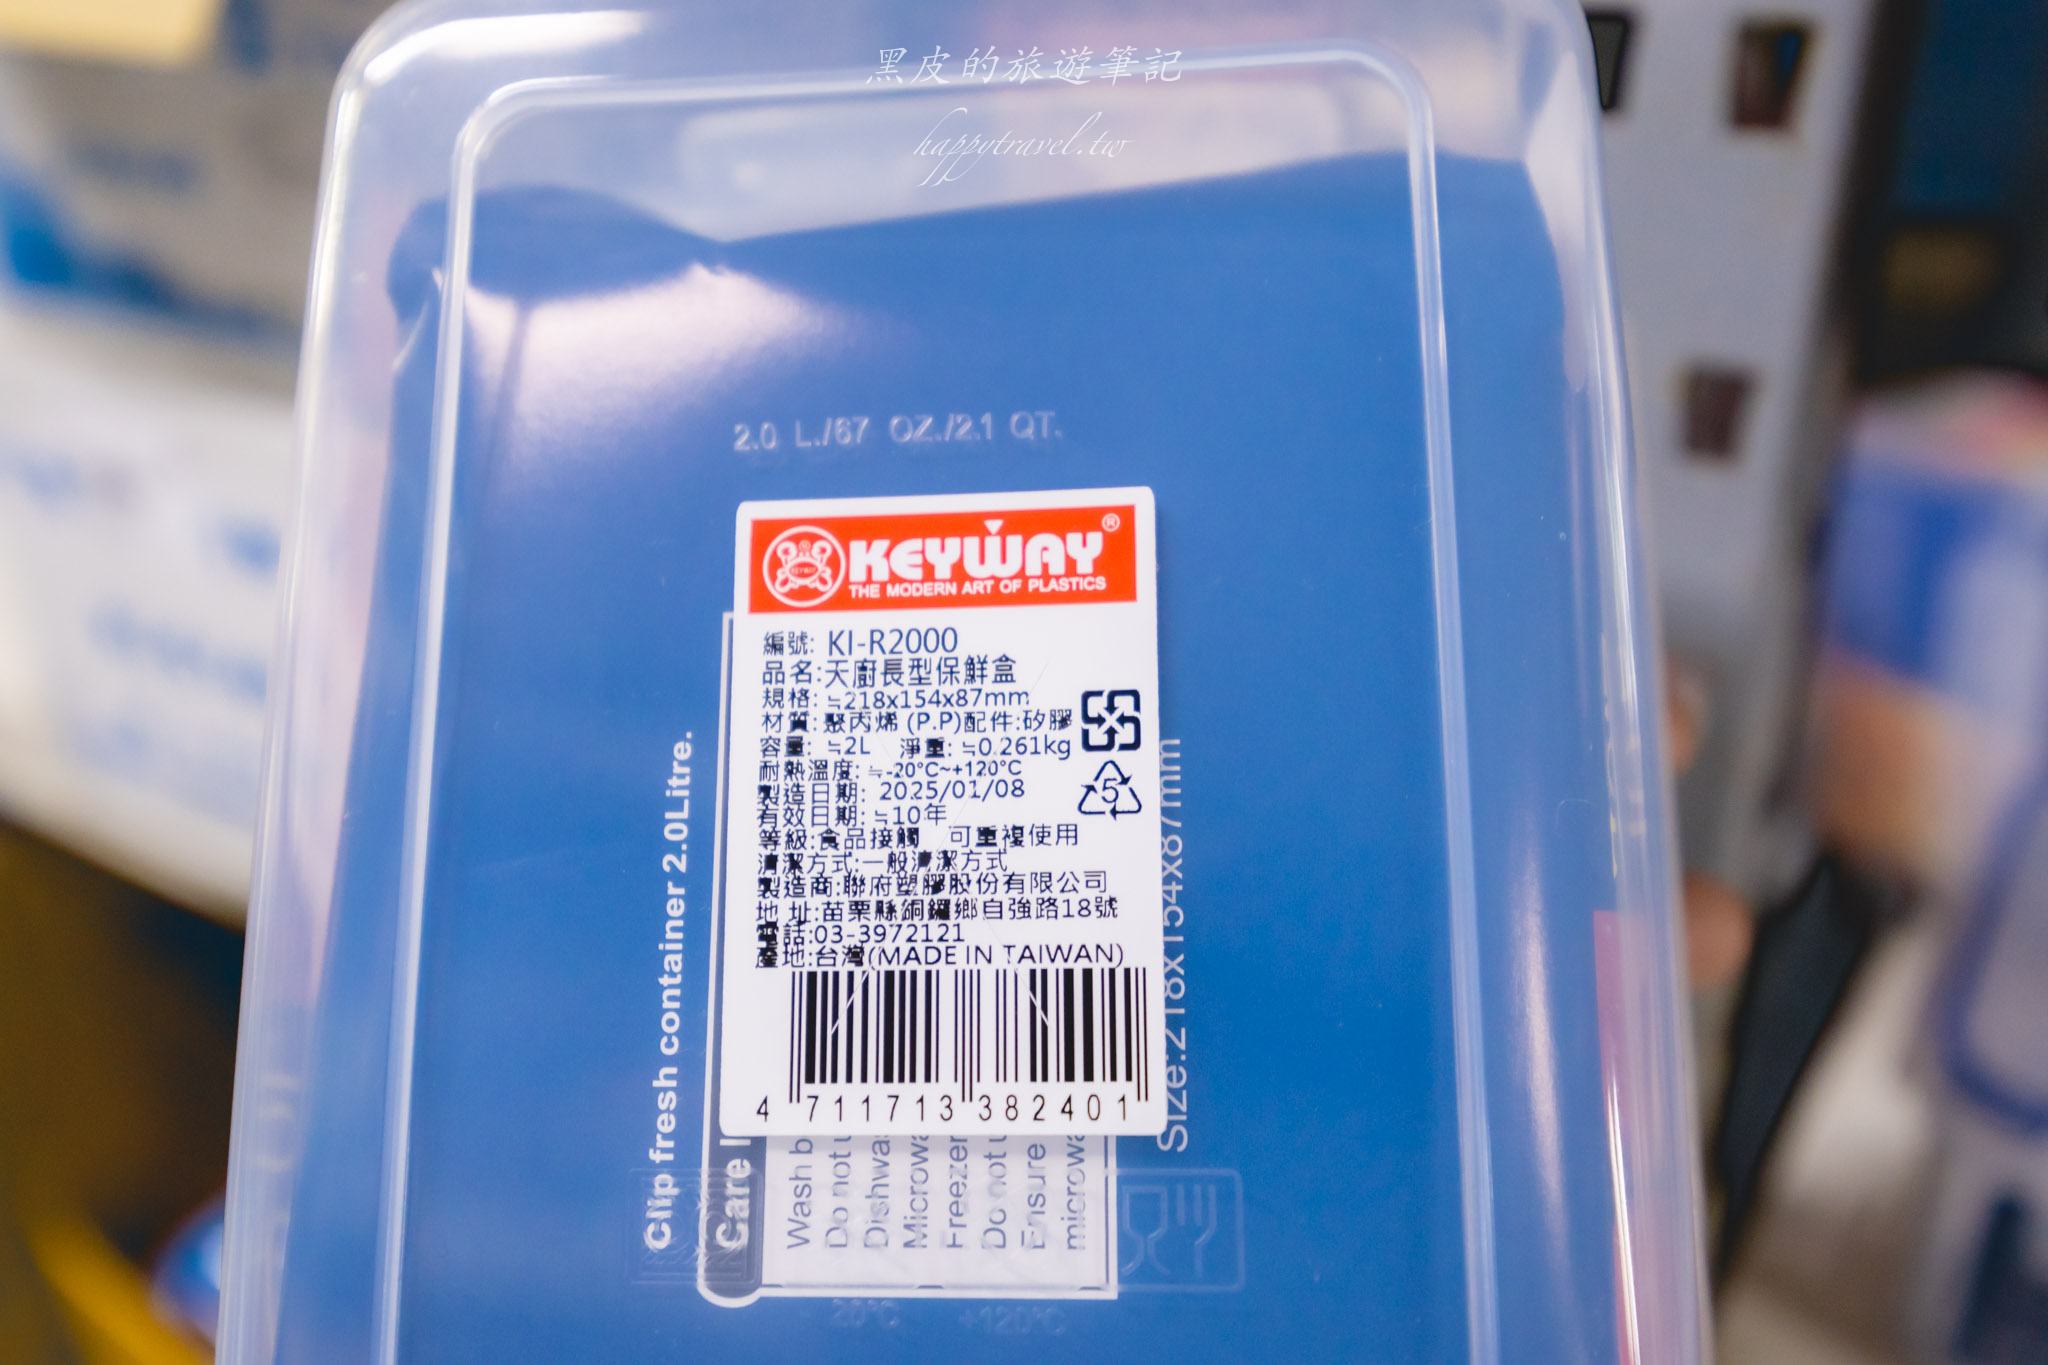 黑皮的旅遊筆記
happytravel.tw
2.0 L./67 OZ./2.1 QT.
KEYWAY®
THE MODERN ART OF PLASTICS
編號: KI-R2000
品名:天廚長型保鮮盒
規格:≒218x154x87mm
材質:聚丙烯 (P.P)配件:矽膠
容量: ≒2L 淨重:≒0.261kg
耐熱溫度:≒-20°C~+120°C
製造日期: 2025/01/08
有效日期:≒10年
等級:食品接觸 可重複使用
清潔方式:一般清潔方式
製造商:聯府塑膠股份有限公司
地 址:苗栗縣銅鑼鄉自強路18號
電話:03-3972121
產地:台灣(MADE IN TAIWAN)
5
4 711713 382401
Clip fresh container 2.0Litre.
Care
Wash
Do not
Freezer
Do not
Ensure
Size:218x154x87mm
20°C +120°C